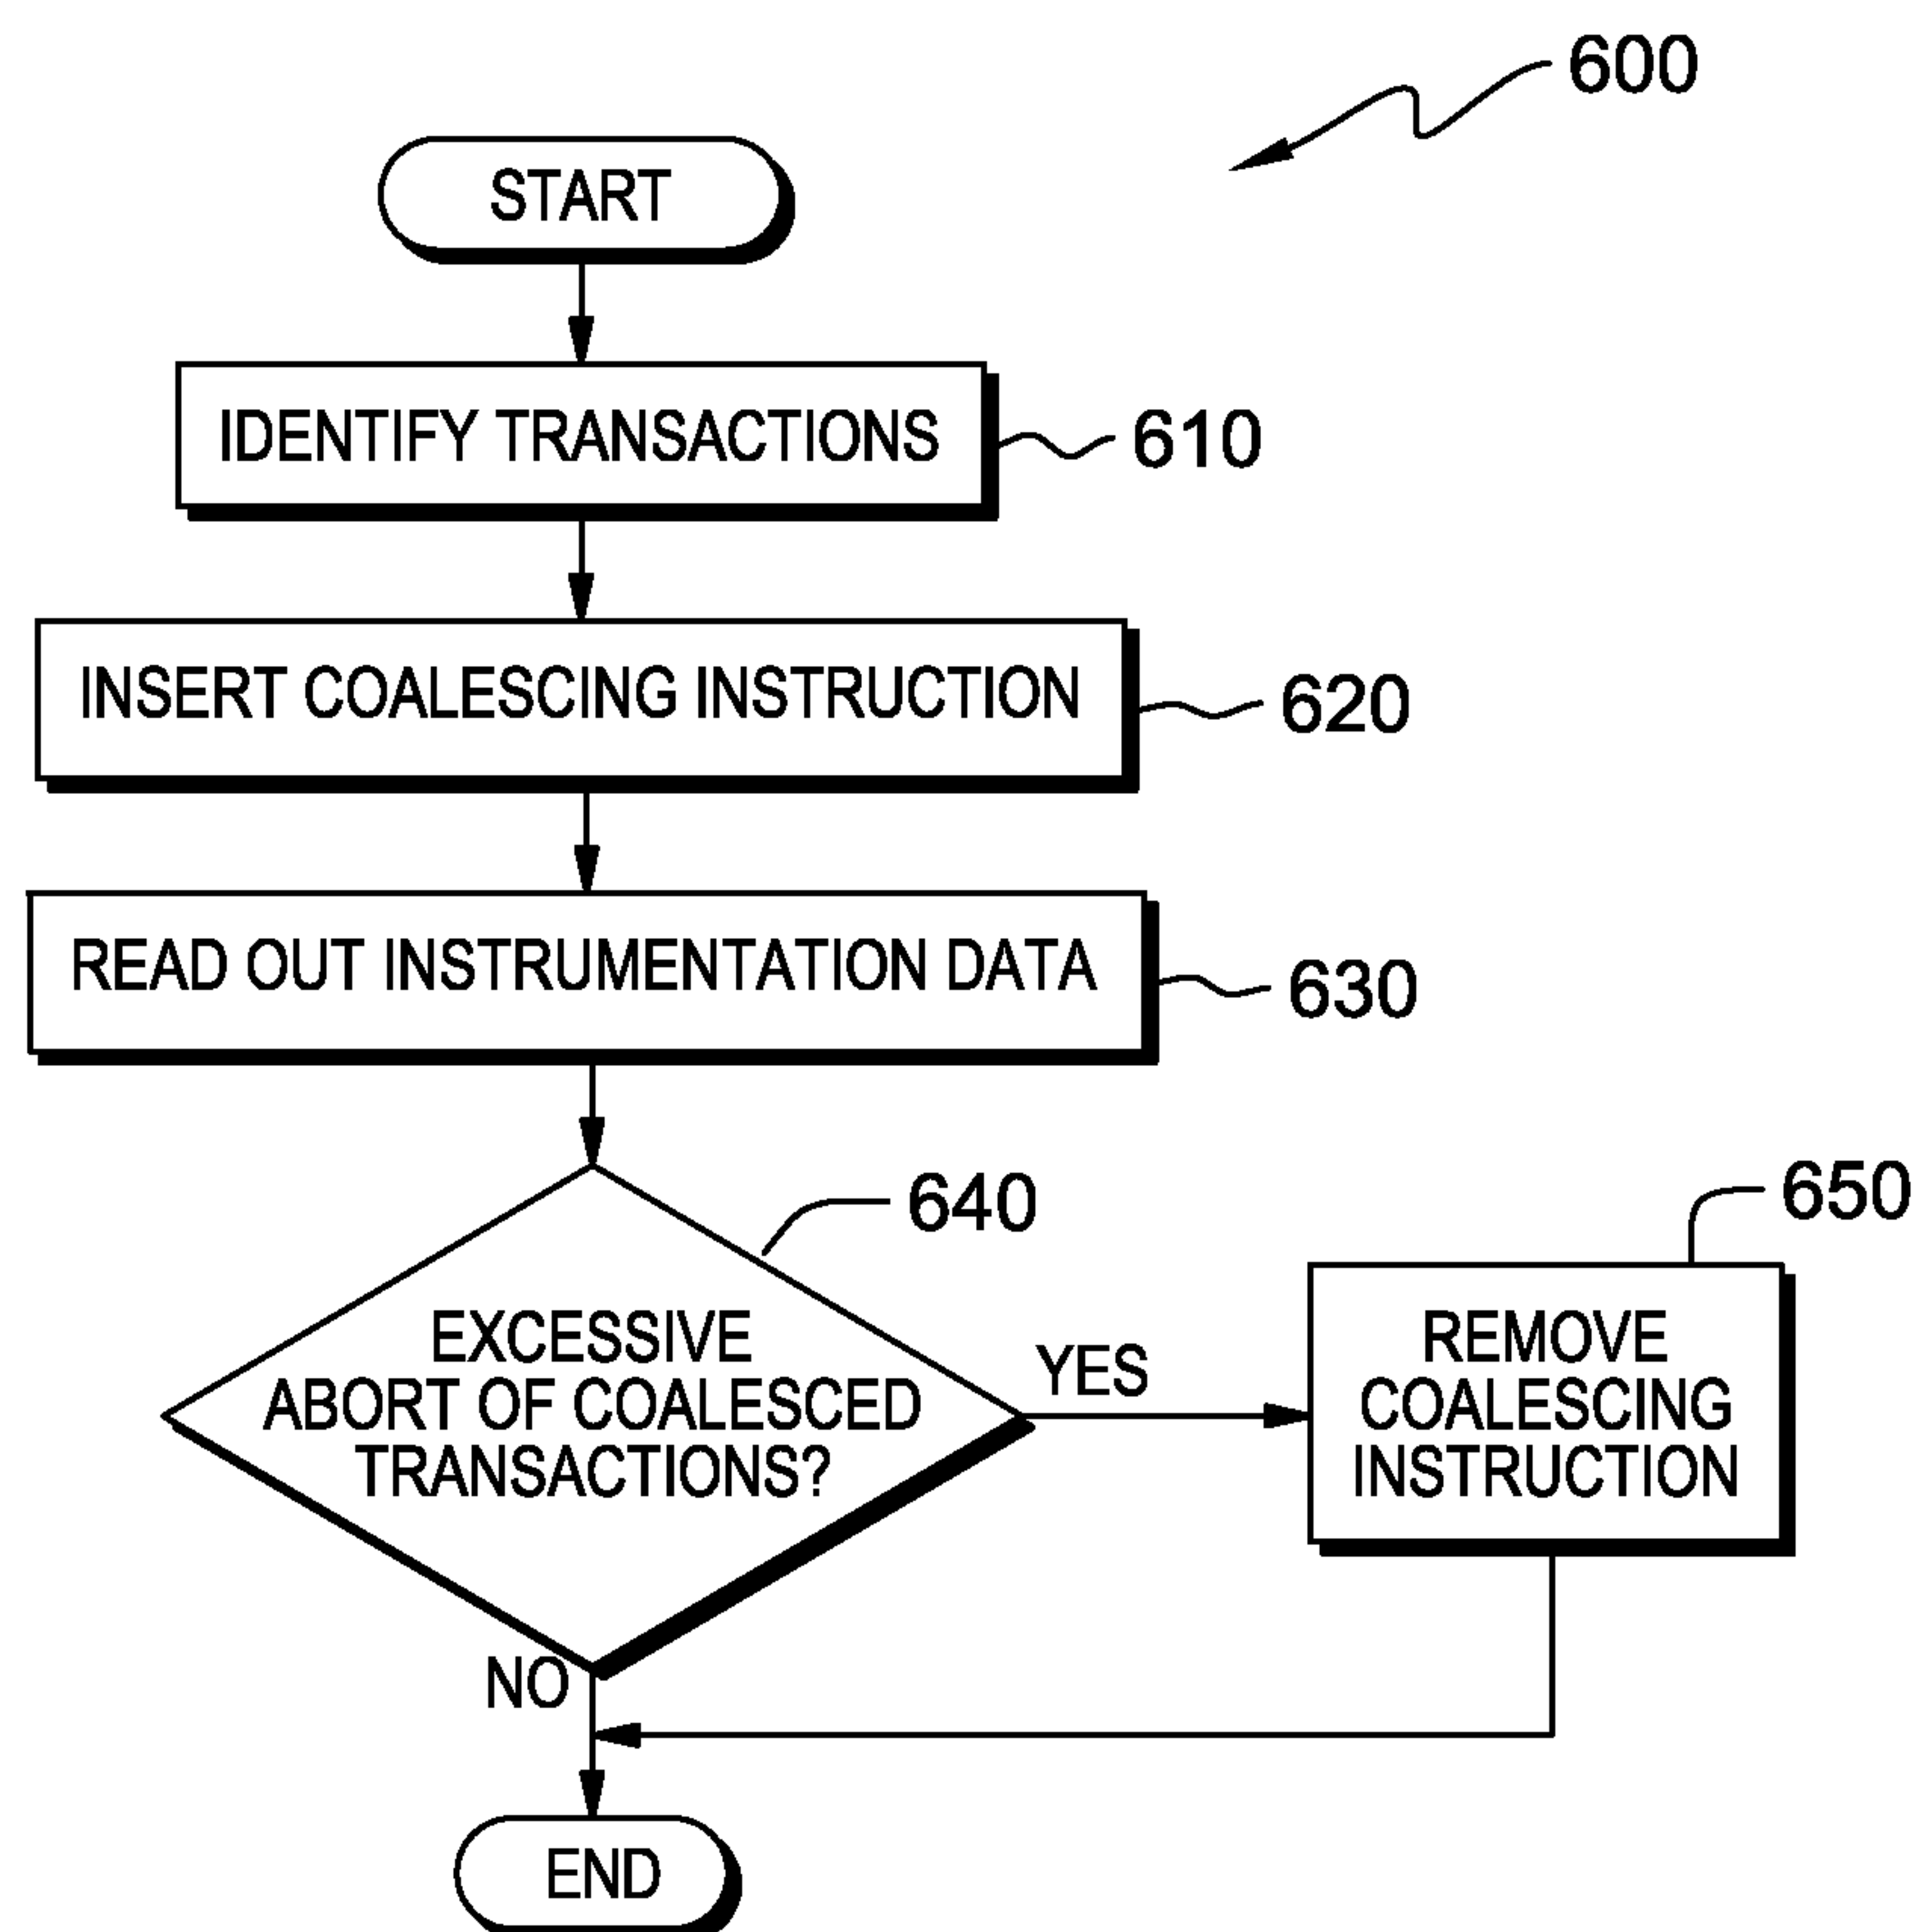 600
START
IDENTIFY TRANSACTIONS
610
INSERT COALESCING INSTRUCTION
620
READ OUT INSTRUMENTATION DATA
630
640
650
EXCESSIVE
ABORT OF COALESCED
TRANSACTIONS?
YES
REMOVE
COALESCING
INSTRUCTION
NO
END